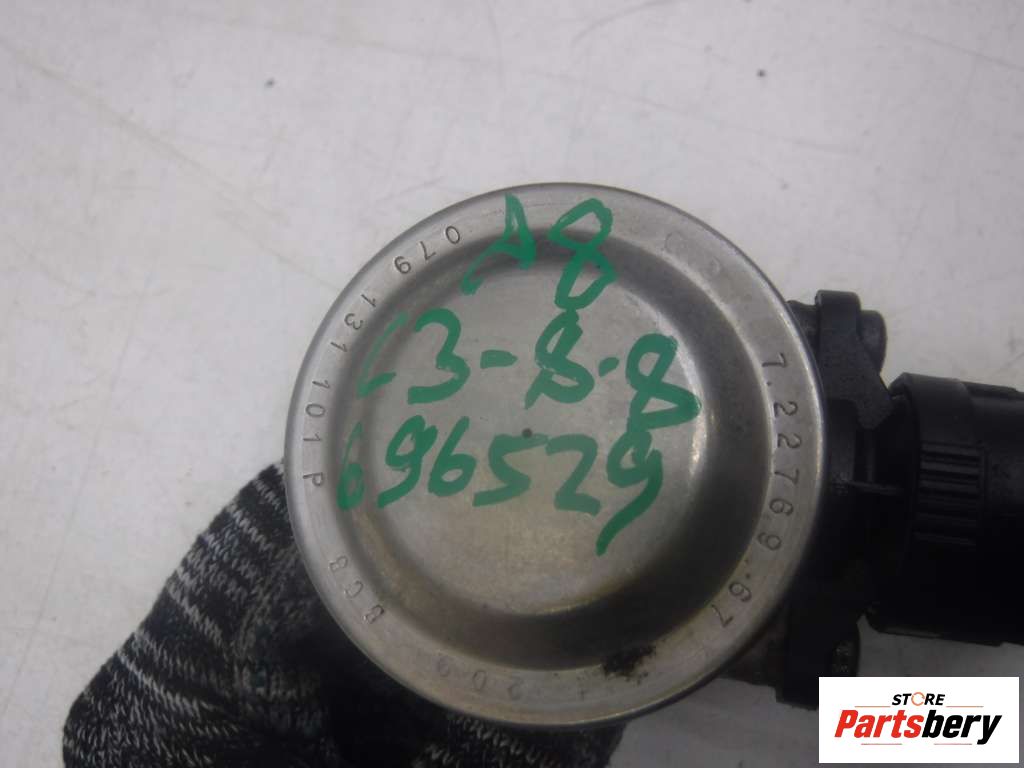 A8
C3-8-8
696529
079 131 101 P
7.22769.67
STORE
Partsbery